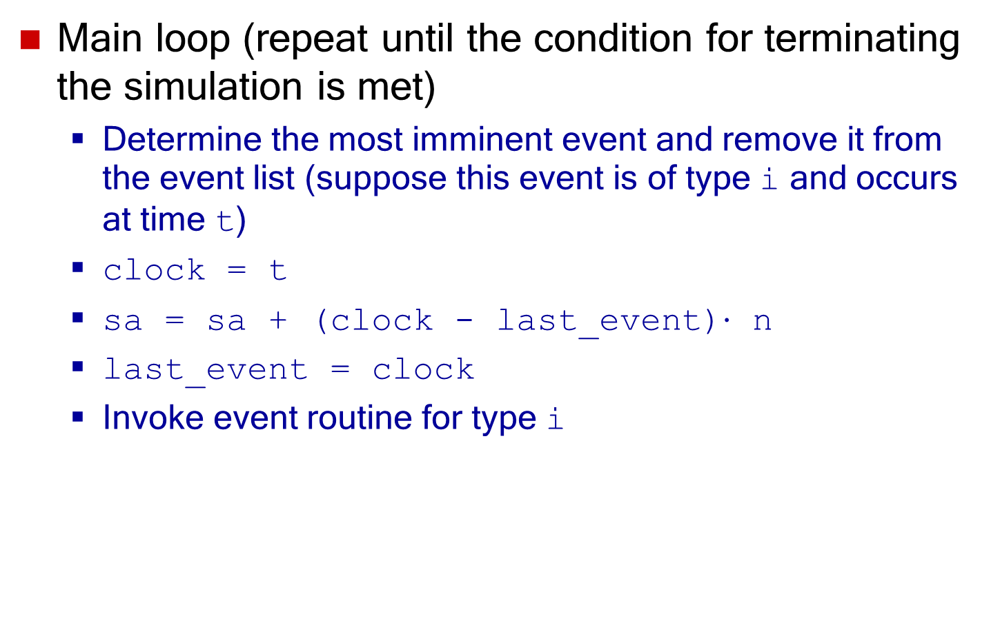 Main loop (repeat until the condition for terminating
the simulation is met)
Determine the most imminent event and remove it from
the event list (suppose this event is of type i and occurs
at time t)
clock = t
sa = sa + (clock - last_event)· n
last_event = clock
Invoke event routine for type i